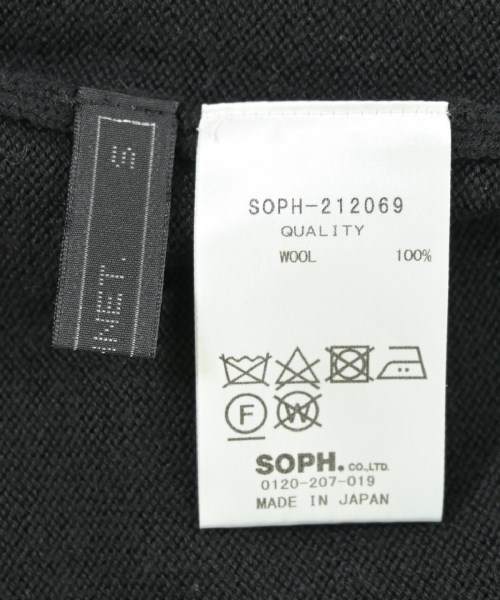 S
NET.
SOPH-212069
QUALITY
WOOL 100%
F
W
SOPH. CO.,LTD.
0120-207-019
MADE IN JAPAN